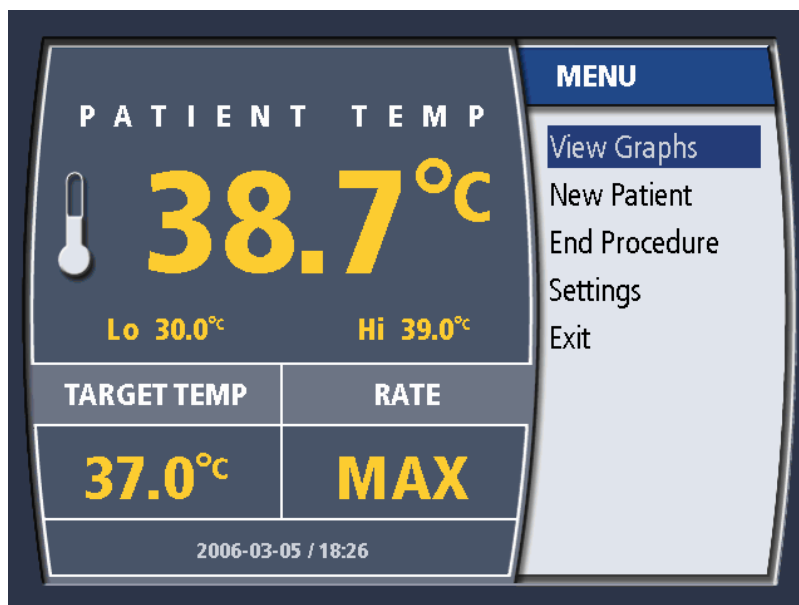 PATIENT TEMP
38.7°C
Lo 30.0°C Hi 39.0°C
TARGET TEMP RATE
37.0°C MAX
2006-03-05 / 18:26
MENU
View Graphs
New Patient
End Procedure
Settings
Exit